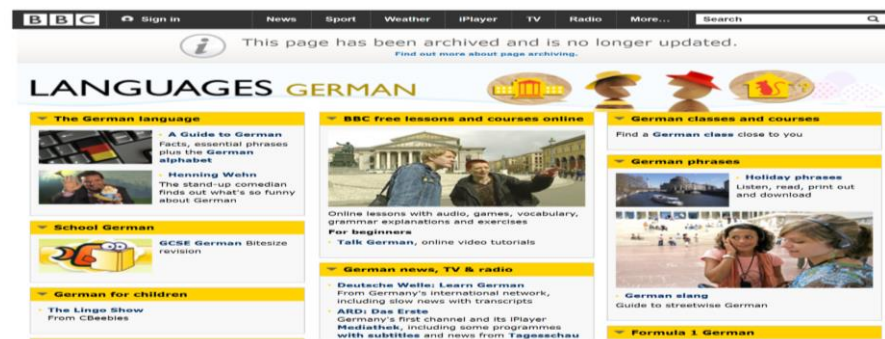 BBC Sign in News Sport Weather iPlayer TV Radio More... Search
This page has been archived and is no longer updated.
Find out more about page archiving.
LANGUAGES GERMAN
The German language
A Guide to German
Facts, essential phrases
plus the German
alphabet
Henning Wehn
The stand-up comedian
finds out what's so funny
about German
School German
GCSE German Bitesize
revision
German for children
The Lingo Show
From CBeebies
BBC free lessons and courses online
Online lessons with audio, games, vocabulary,
grammar explanations and exercises
For beginners
Talk German, online video tutorials
German news, TV & radio
Deutsche Welle: Learn German
From Germany's international network,
including slow news with transcripts
ARD: Das Erste
Germany's first channel and its iPlayer
Mediathek, including some programmes
with subtitles and news from Tagesschau
German classes and courses
Find a German class close to you
German phrases
Holiday phrases
Listen, read, print out
and download
German slang
Guide to streetwise German
Formula 1 German